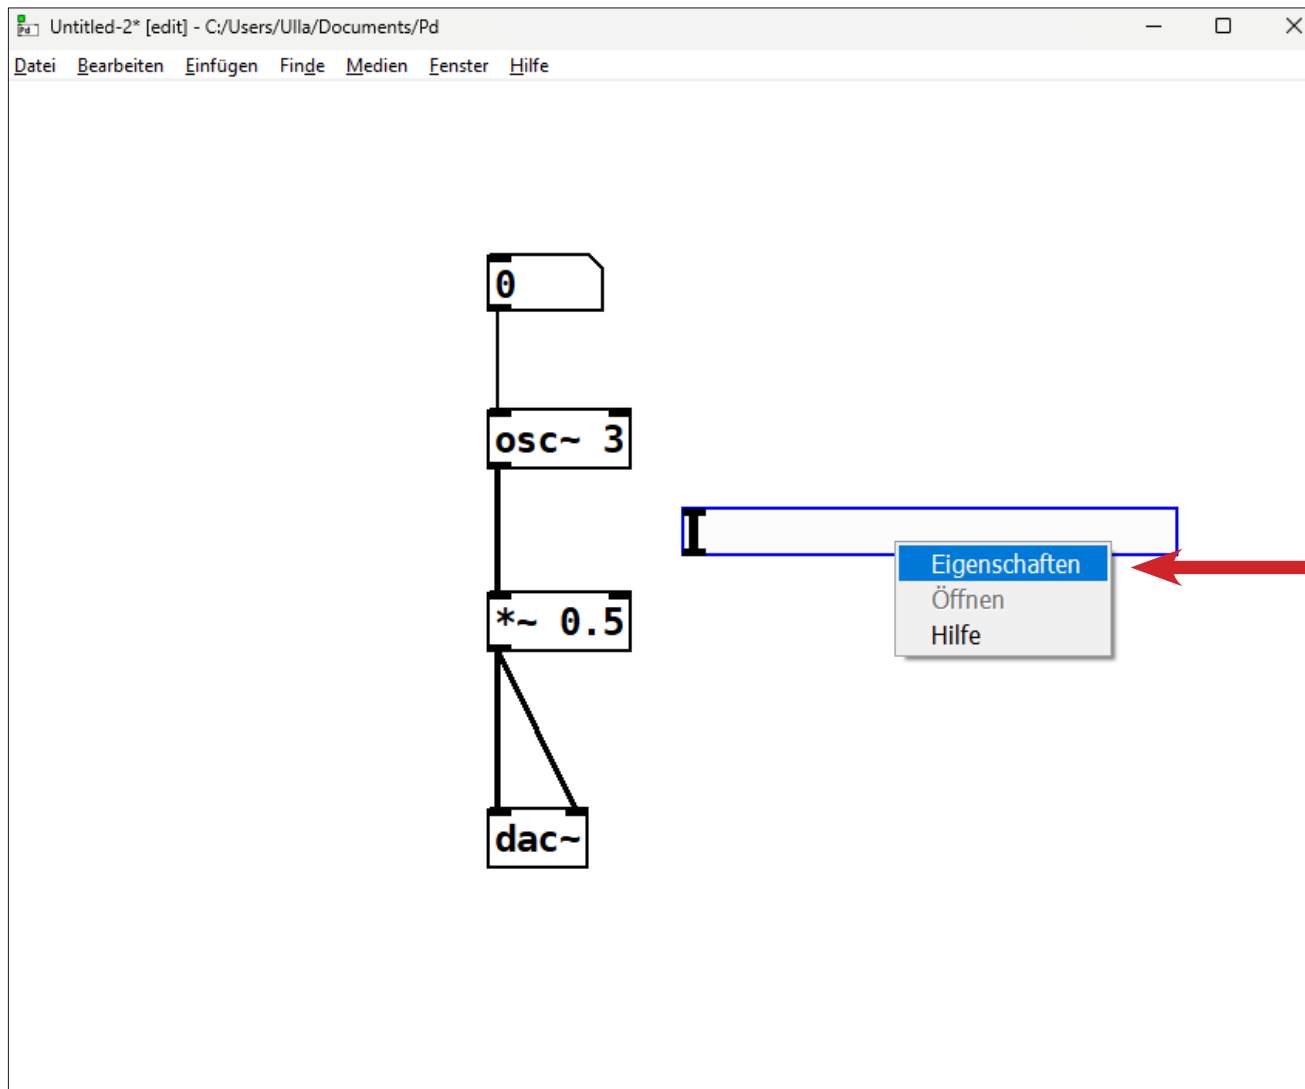 Untitled-2* [edit] - C:/Users/Ulla/Documents/Pd
Datei Bearbeiten Einfügen Finde Medien Fenster Hilfe
0
osc~ 3
Eigenschaften
Öffnen
*~ 0.5
Hilfe
dac~